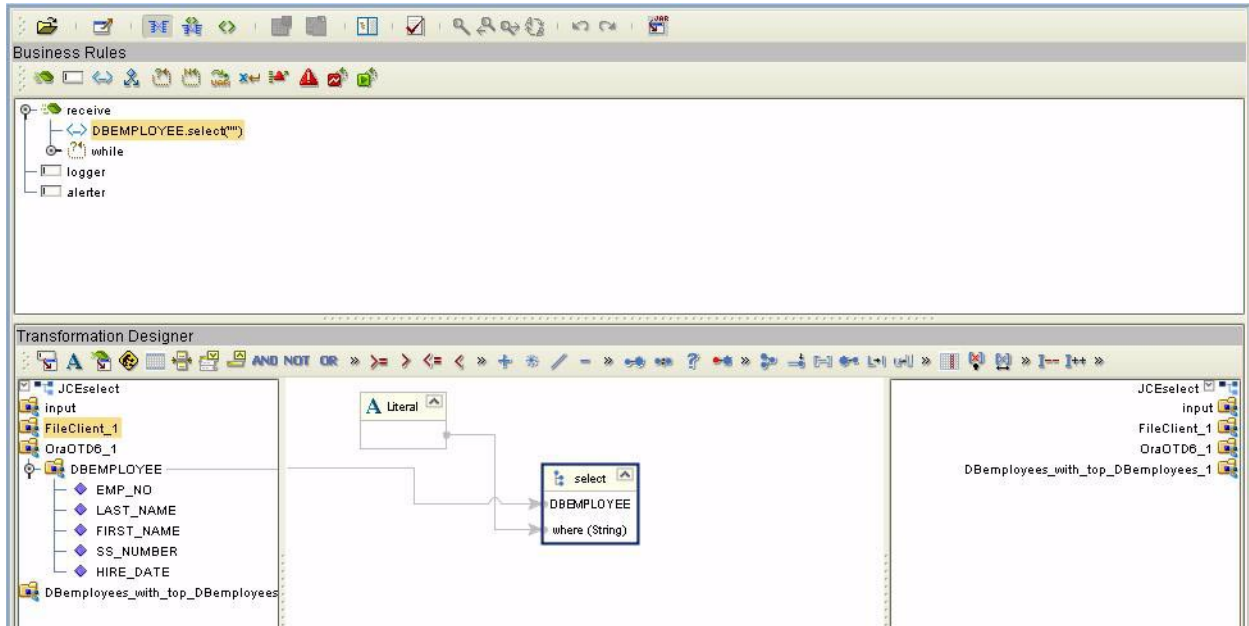 JAR
Business Rules
receive
DBEMPLOYEE.select("")
while
logger
alerter
Transformation Designer
A AND NOT OR » >= > <= < » + / - » ? » » » I-- I++ »
JCEselect
input
FileClient_1
OraOTD6_1
DBEMPLOYEE
EMP_NO
LAST_NAME
FIRST_NAME
SS_NUMBER
HIRE_DATE
DBemployees_with_top_DBemployees
A Literal
select
DBEMPLOYEE
where (String)
JCEselect
input
FileClient_1
OraOTD6_1
DBemployees_with_top_DBemployees_1